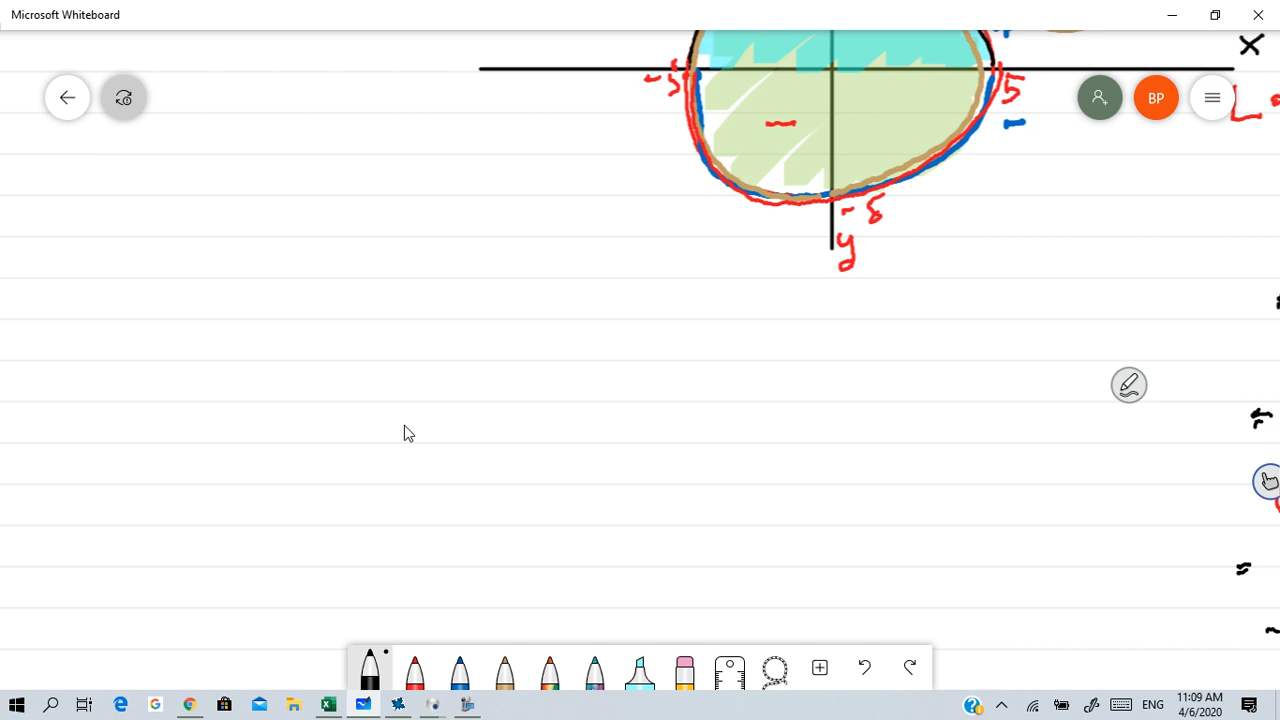 Microsoft Whiteboard
x
-5
5
BP
L
-
-
-5
y
ENG
11:09 AM
4/6/2020